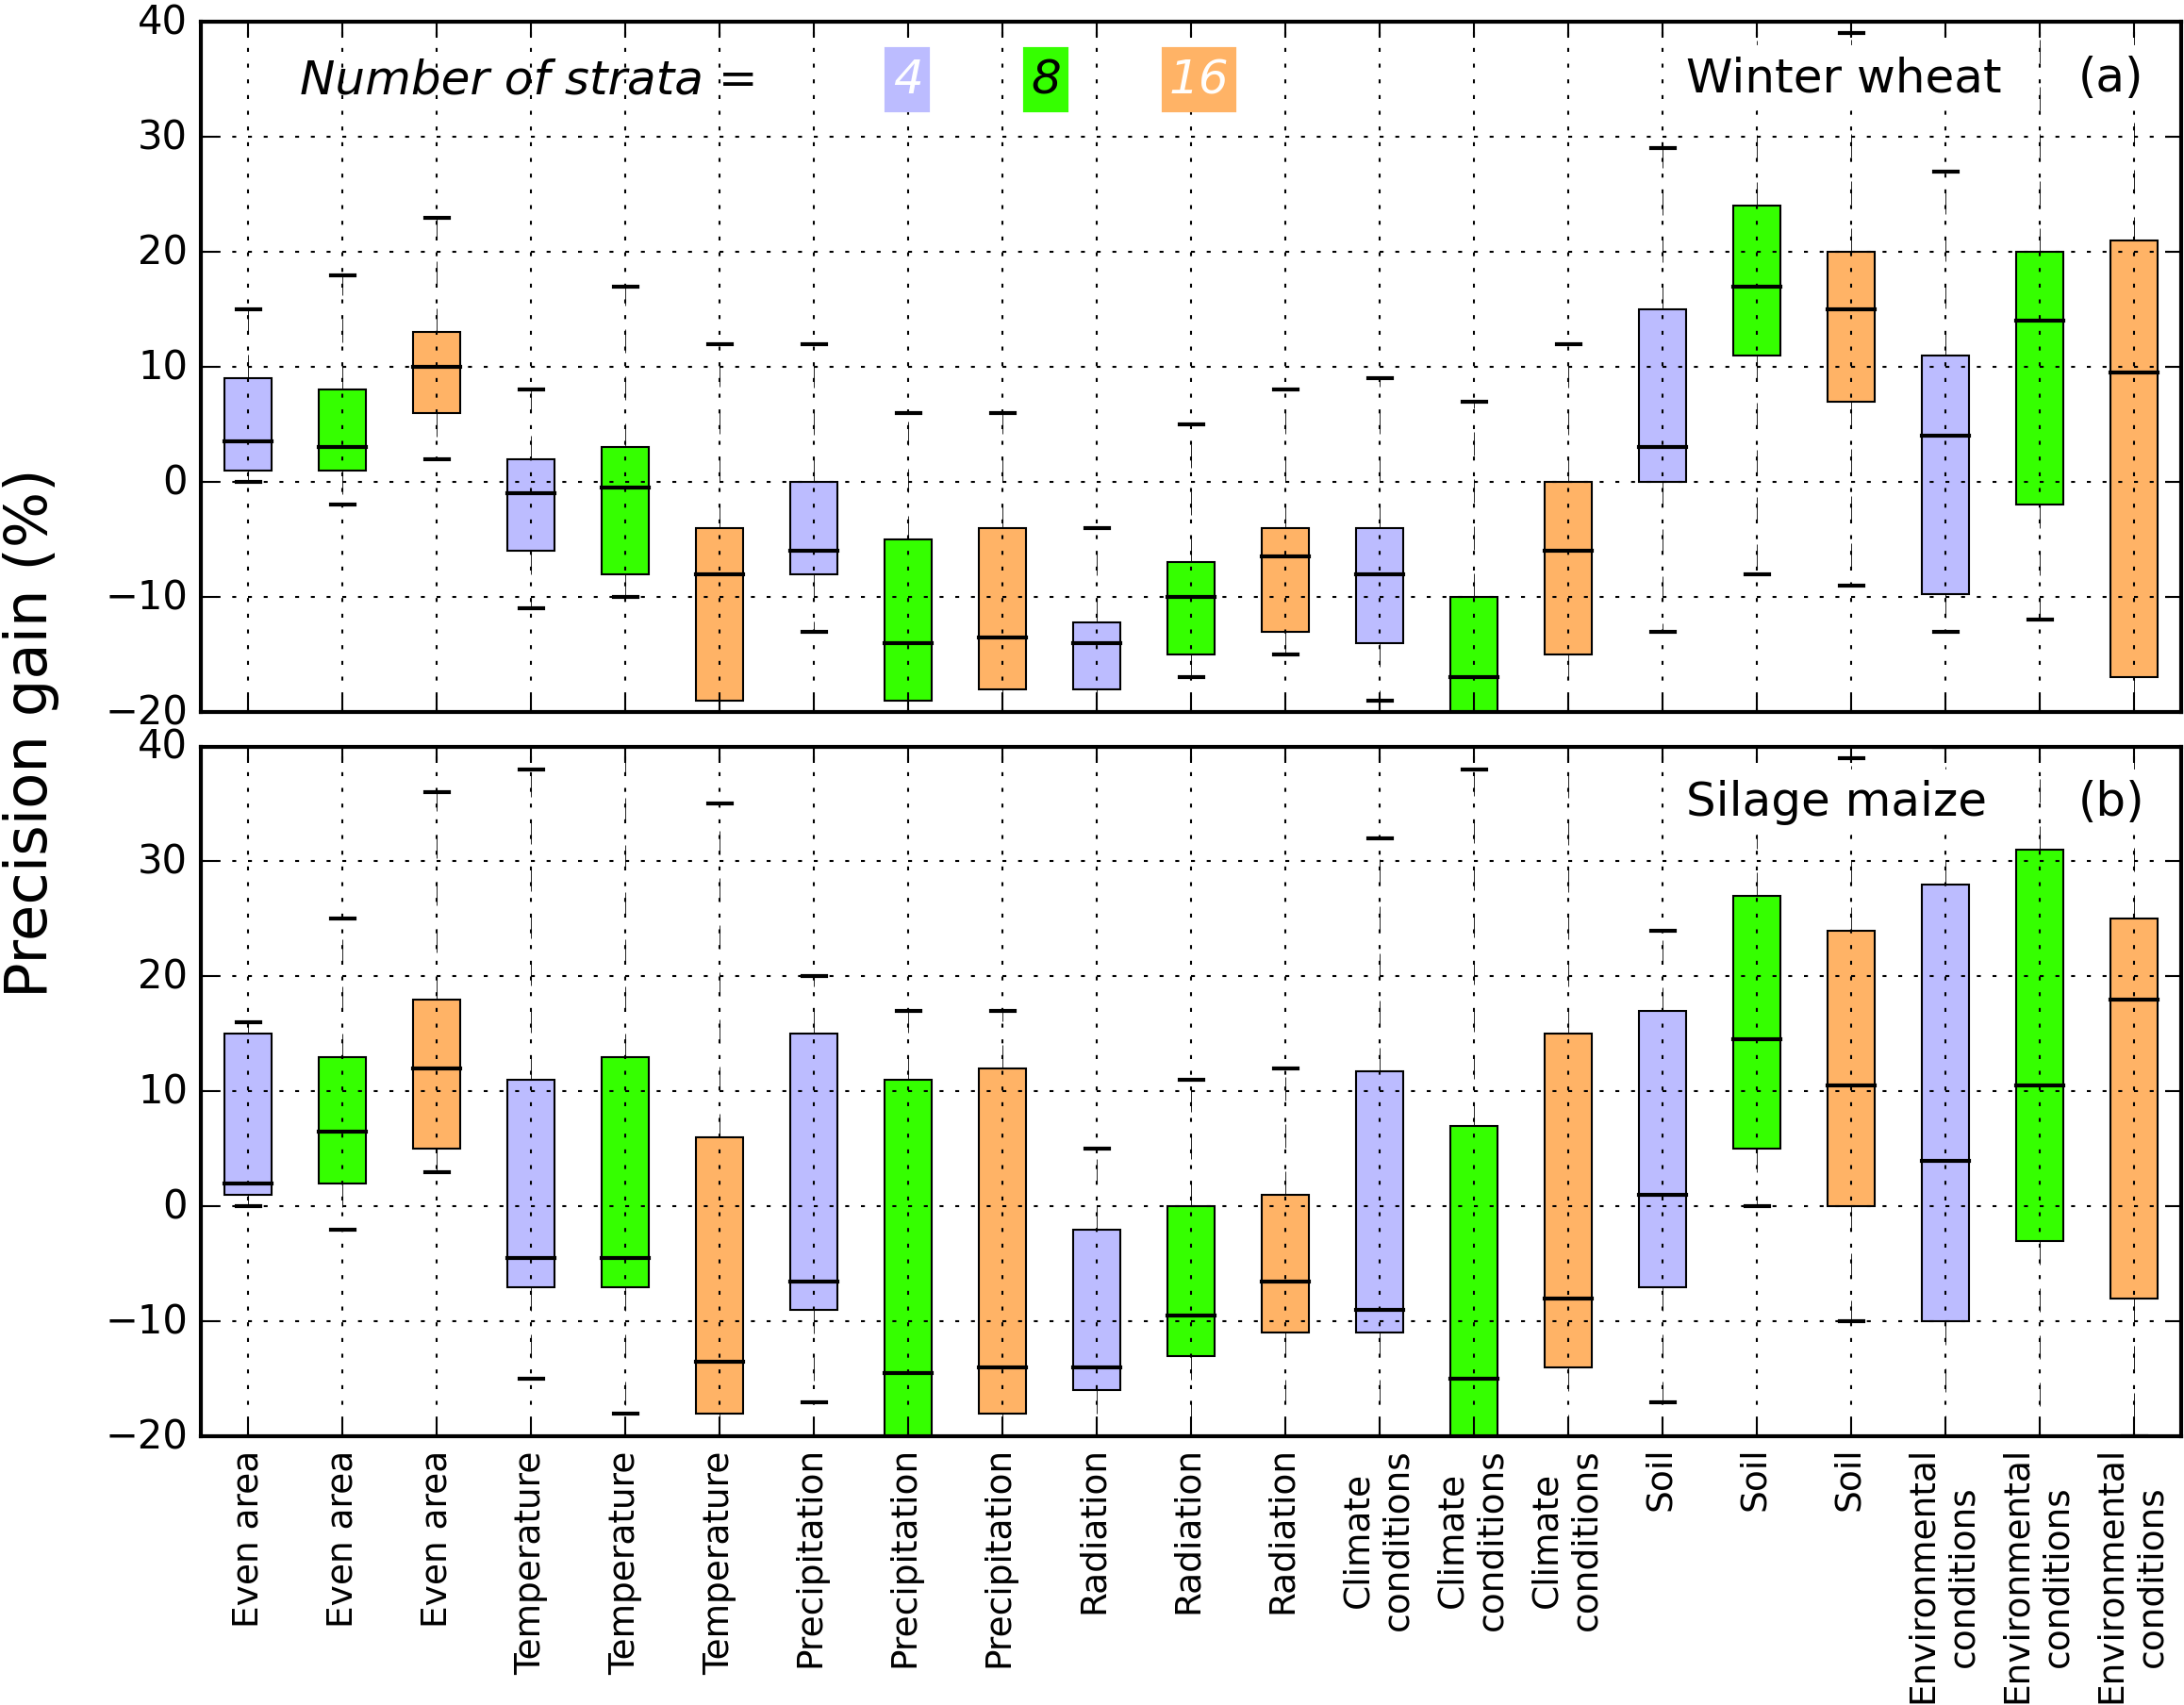 Precision gain (%)
40
30
20
10
0
−10
−20
Number of strata = 4 8 16
Winter wheat (a)
40
30
20
10
0
−10
−20
Silage maize (b)
Even area
Even area
Even area
Temperature
Temperature
Temperature
Precipitation
Precipitation
Precipitation
Radiation
Radiation
Radiation
Climate
conditions
Climate
conditions
Climate
conditions
Soil
Soil
Soil
Environmental
conditions
Environmental
conditions
Environmental
conditions